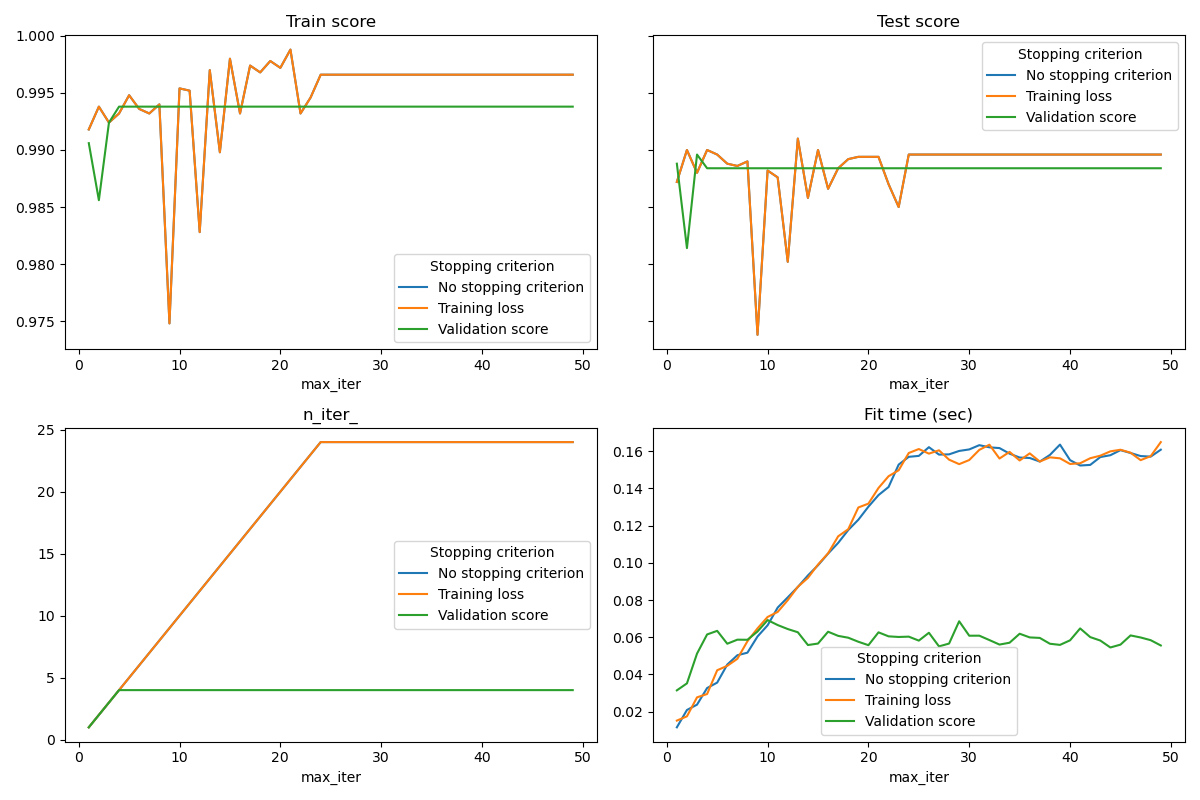 Train score
1.000
0.995
0.990
0.985
0.980
0.975
Stopping criterion
No stopping criterion
Training loss
Validation score
0 10 20 30 40 50
max_iter
Test score
Stopping criterion
No stopping criterion
Training loss
Validation score
0 10 20 30 40 50
max_iter
n_iter_
25
20
15
10
5
0
Stopping criterion
No stopping criterion
Training loss
Validation score
0 10 20 30 40 50
max_iter
Fit time (sec)
0.16
0.14
0.12
0.10
0.08
0.06
0.04
0.02
Stopping criterion
No stopping criterion
Training loss
Validation score
0 10 20 30 40 50
max_iter